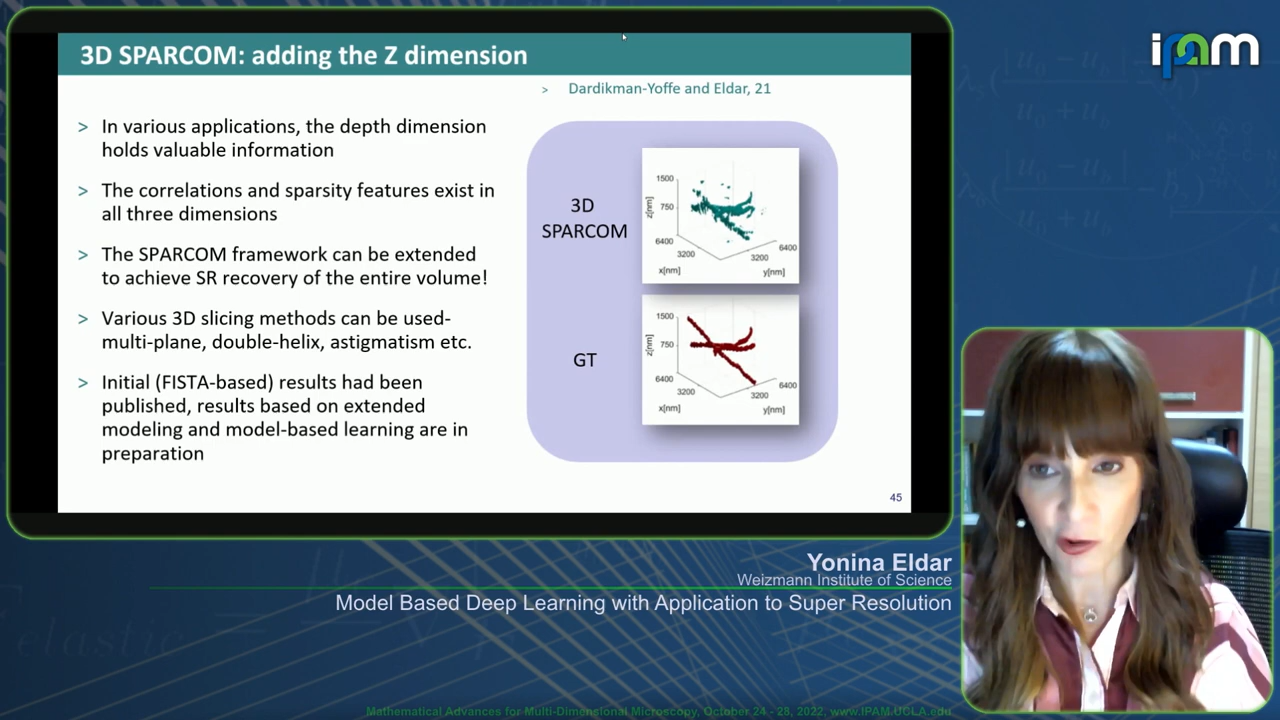 3D SPARCOM: adding the Z dimension
ipam
> Dardikman-Yoffe and Eldar, 21
> In various applications, the depth dimension
holds valuable information
> The correlations and sparsity features exist in
all three dimensions
> The SPARCOM framework can be extended
to achieve SR recovery of the entire volume!
> Various 3D slicing methods can be used-
multi-plane, double-helix, astigmatism etc.
> Initial (FISTA-based) results had been
published, results based on extended
modeling and model-based learning are in
preparation
3D
SPARCOM
1500
750
z[nm]
6400
3200
x[nm]
6400
3200
y[nm]
GT
1500
750
z[nm]
6400
3200
x[nm]
6400
3200
y[nm]
45
Yonina Eldar
Weizmann Institute of Science
Model Based Deep Learning with Application to Super Resolution
elastic
Mathematical Advances for Multi-Dimensional Microscopy, October 24 - 28, 2022, www.IPAM.UCLA.edu